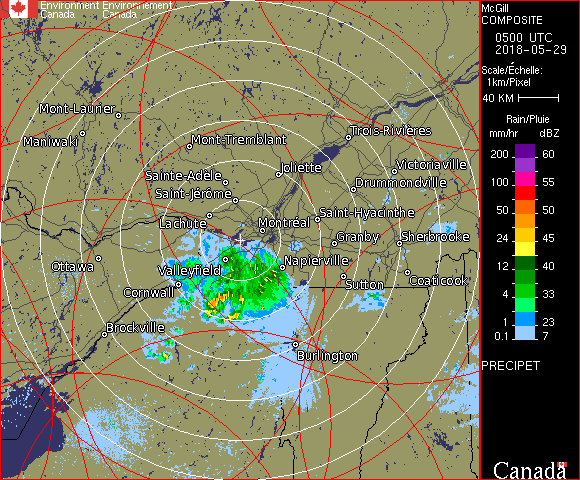 Environment Environnement
Canada Canada
McGill
COMPOSITE
0500 UTC
2018-05-29
Scale/Échelle:
1km/Pixel
40 KM
Rain/Pluie
mm/hr dBZ
200 60
55
100 55
50 50
24 45
12 40
4 33
1 23
0.1 7
PRECIPET
Canada
Mont-Laurier
Maniwaki
Mont-Tremblant
Trois-Rivières
Sainte-Adèle
Joliette
Victoriaville
Saint-Jérôme
Drummondville
Lachute
Montréal
Saint-Hyacinthe
Granby
Sherbrooke
Ottawa
Valleyfield
Napierville
Cornwall
Sutton
Coaticook
Brockville
Burlington